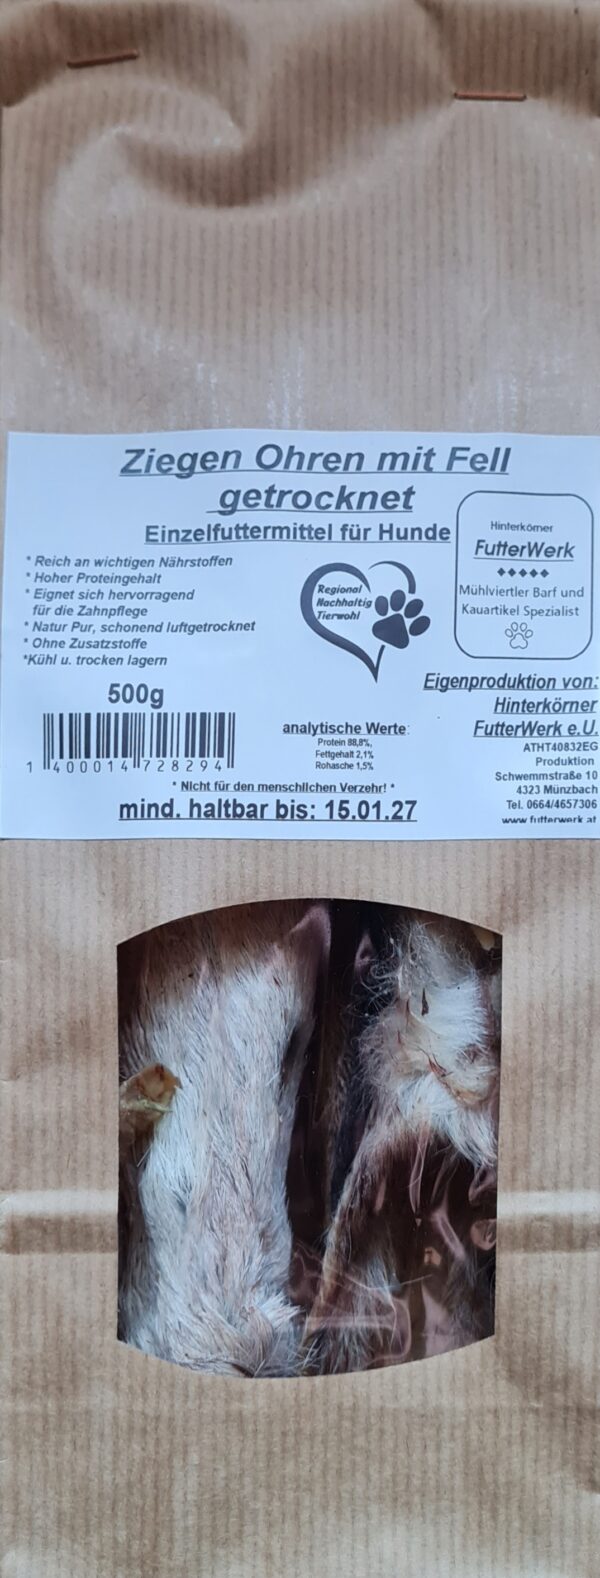 Ziegen Ohren mit Fell
getrocknet
Einzelfuttermittel für Hunde
* Reich an wichtigen Nährstoffen
* Hoher Proteingehalt
* Eignet sich hervorragend
für die Zahnpflege
* Natur Pur, schonend luftgetrocknet
* Ohne Zusatzstoffe
*Kühl u. trocken lagern
Regional
Nachhaltig
Tierwohl
Hinterkörner
FutterWerk
Mühlviertler Barf und
Kauartikel Spezialist
500g
1 400014 728294
analytische Werte:
Protein 88,8%,
Fettgehalt 2,1%
Rohasche 1,5%
Eigenproduktion von:
Hinterkörner
FutterWerk e.U.
ATHT40832EG
Produktion
Schwemmstraße 10
4323 Münzbach
Tel. 0664/4657306
www.futterwerk.at
* Nicht für den menschlichen Verzehr! *
mind. haltbar bis: 15.01.27